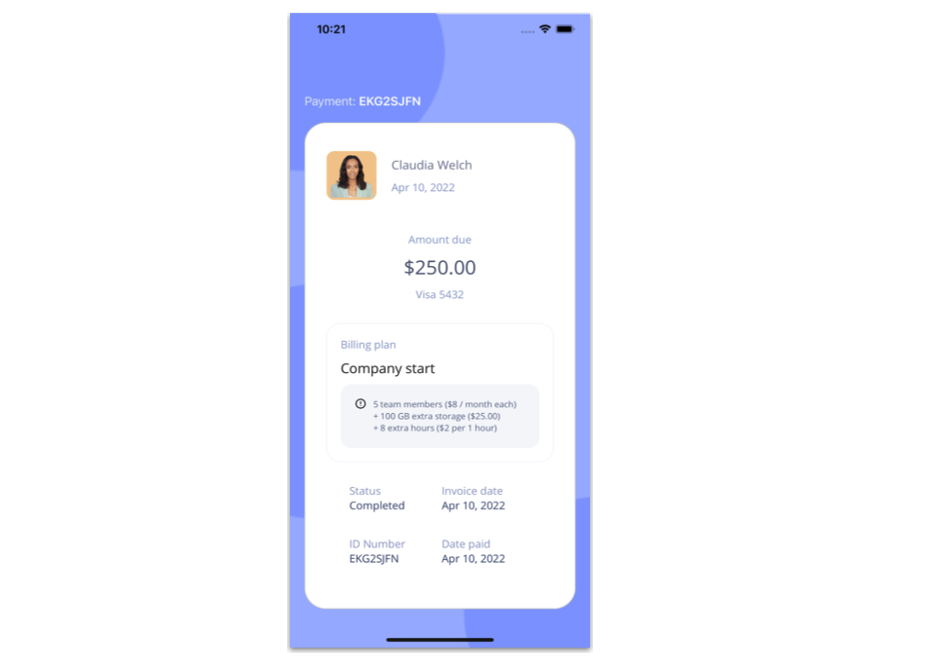 10:21
Payment: EKG2SJFN
Claudia Welch
Apr 10, 2022
Amount due
$250.00
Visa 5432
Billing plan
Company start
5 team members ($8 / month each)
+ 100 GB extra storage ($25.00)
+ 8 extra hours ($2 per 1 hour)
Status
Completed
Invoice date
Apr 10, 2022
ID Number
EKG2SJFN
Date paid
Apr 10, 2022